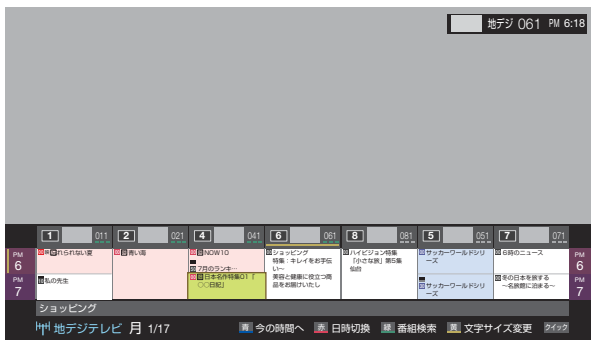 地デジ 061 PM 6:18
1 011 2 021 4 041 6 061 8 081 5 051 7 071
PM
6
れられない夏
青い海
NOW10
7月のランキ…
ショッピング
特集:キレイをお手伝
い〜
美容と健康に役立つ商
品をお届けいたし
ハイビジョン特集
「小さな旅」第5集
仙台
サッカーワールドシリ
ーズ
6時のニュース
PM
6
PM
7
私の先生
日本名作特集01「
○○日記」
サッカーワールドシリ
ーズ
冬の日本を旅する
〜名旅館に泊まる〜
PM
7
ショッピング
地デジテレビ 月 1/17 青 今の時間へ 赤 日時切換 緑 番組検索 黄 文字サイズ変更 クイック